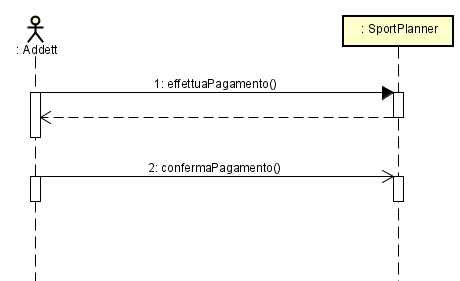 : Addett
: SportPlanner
1: effettuaPagamento()
2: confermaPagamento()